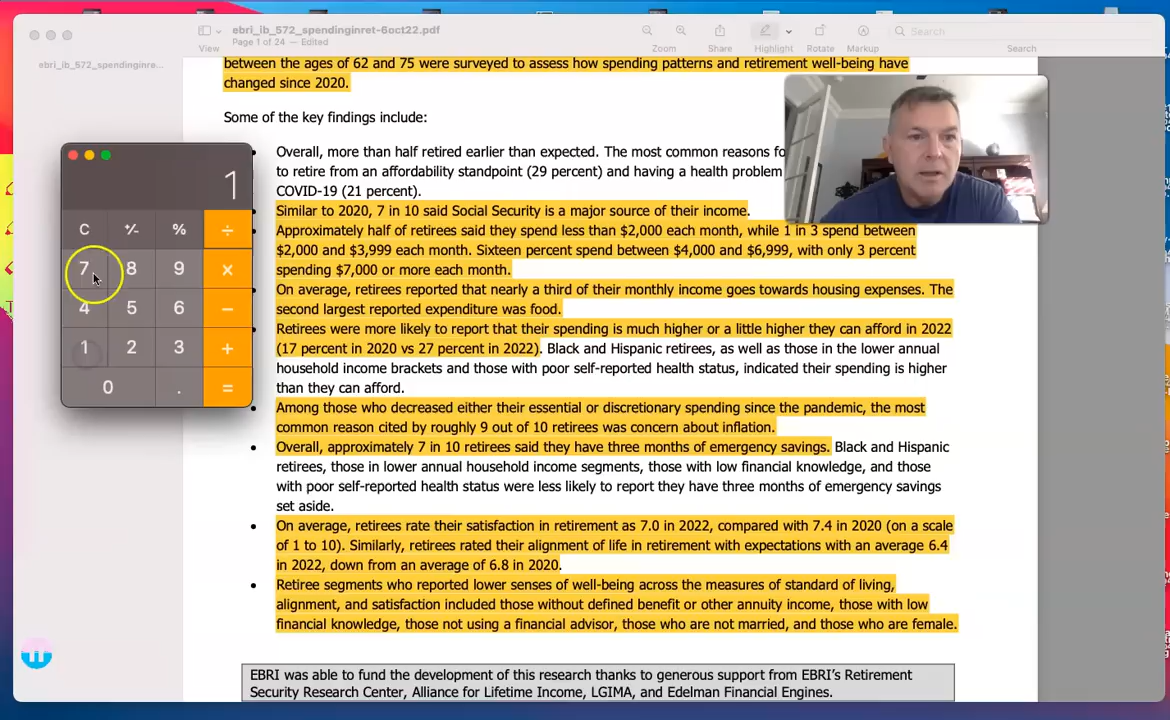 ebri_ib_572_spendinginret-6oct22.pdf
Page 1 of 24 — Edited
View
Zoom
Share
Highlight
Rotate
Markup
Search
Search
ebri_ib_572_spendinginre...
between the ages of 62 and 75 were surveyed to assess how spending patterns and retirement well-being have
changed since 2020.
Some of the key findings include:
Overall, more than half retired earlier than expected. The most common reasons fo
to retire from an affordability standpoint (29 percent) and having a health problem
COVID-19 (21 percent).
Similar to 2020, 7 in 10 said Social Security is a major source of their income.
Approximately half of retirees said they spend less than $2,000 each month, while 1 in 3 spend between
$2,000 and $3,999 each month. Sixteen percent spend between $4,000 and $6,999, with only 3 percent
spending $7,000 or more each month.
On average, retirees reported that nearly a third of their monthly income goes towards housing expenses. The
second largest reported expenditure was food.
Retirees were more likely to report that their spending is much higher or a little higher they can afford in 2022
(17 percent in 2020 vs 27 percent in 2022). Black and Hispanic retirees, as well as those in the lower annual
household income brackets and those with poor self-reported health status, indicated their spending is higher
than they can afford.
Among those who decreased either their essential or discretionary spending since the pandemic, the most
common reason cited by roughly 9 out of 10 retirees was concern about inflation.
Overall, approximately 7 in 10 retirees said they have three months of emergency savings. Black and Hispanic
retirees, those in lower annual household income segments, those with low financial knowledge, and those
with poor self-reported health status were less likely to report they have three months of emergency savings
set aside.
On average, retirees rate their satisfaction in retirement as 7.0 in 2022, compared with 7.4 in 2020 (on a scale
of 1 to 10). Similarly, retirees rated their alignment of life in retirement with expectations with an average 6.4
in 2022, down from an average of 6.8 in 2020.
Retiree segments who reported lower senses of well-being across the measures of standard of living,
alignment, and satisfaction included those without defined benefit or other annuity income, those with low
financial knowledge, those not using a financial advisor, those who are not married, and those who are female.
EBRI was able to fund the development of this research thanks to generous support from EBRI's Retirement
Security Research Center, Alliance for Lifetime Income, LGIMA, and Edelman Financial Engines.
1
C +/- % ÷
7 8 9 ×
4 5 6 −
1 2 3 +
0 . =